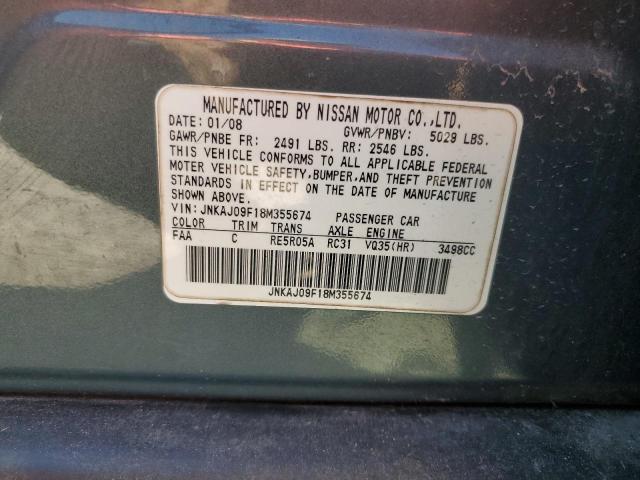 MANUFACTURED BY NISSAN MOTOR CO.,LTD.
DATE: 01/08 GVWR/PNBV: 5029 LBS.
GAWR/PNBE FR: 2491 LBS. RR: 2546 LBS.
THIS VEHICLE CONFORMS TO ALL APPLICABLE FEDERAL
MOTOR VEHICLE SAFETY,BUMPER,AND THEFT PREVENTION
STANDARDS IN EFFECT ON THE DATE OF MANUFACTURE
SHOWN ABOVE.
VIN: JNKAJ09F18M355674 PASSENGER CAR
COLOR TRIM TRANS AXLE ENGINE
FAA C RE5R05A RC31 VQ35(HR) 3498CC
JNKAJ09F18M355674